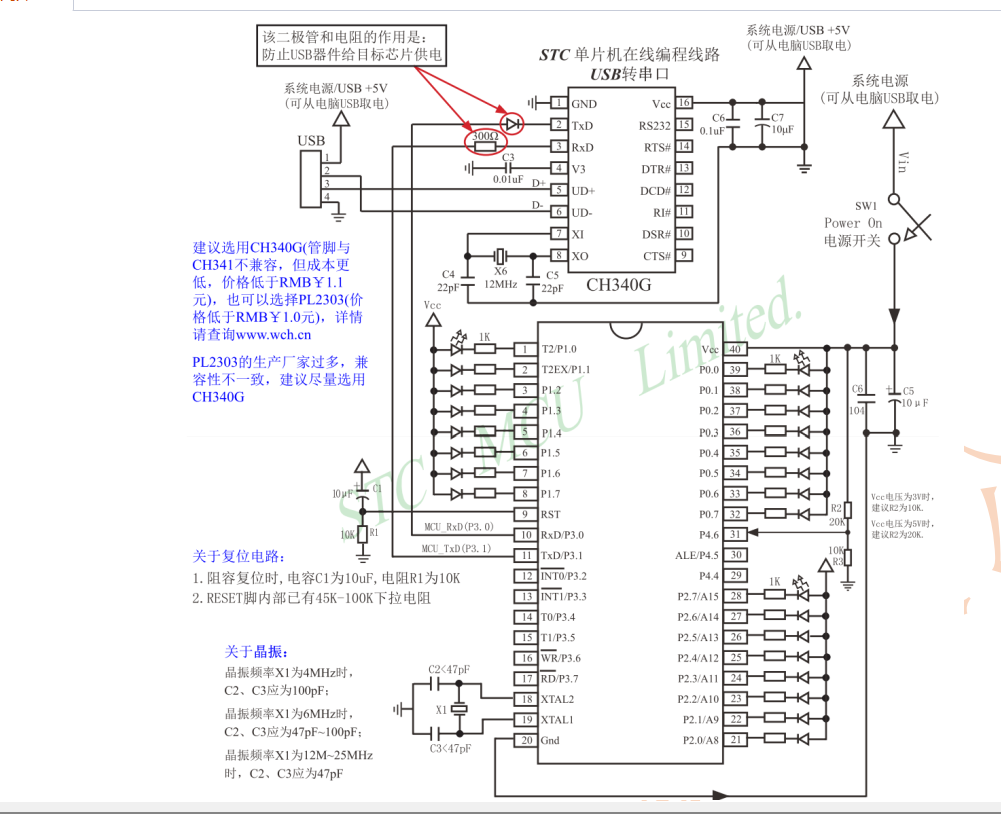 该二极管和电阻的作用是:
防止USB器件给目标芯片供电
STC 单片机在线编程线路
USB转串口
系统电源/USB +5V
(可从电脑USB取电)
系统电源
(可从电脑USB取电)
系统电源/USB +5V
(可从电脑USB取电)
USB
1
2
3
4
D+
D-
300Ω
C3
0.01uF
1 GND
2 TxD
3 RxD
4 V3
5 UD+
6 UD-
7 XI
8 XO
Vcc 16
RS232 15
RTS# 14
DTR# 13
DCD# 12
RI# 11
DSR# 10
CTS# 9
CH340G
C6
0.1uF
C7
10μF
Vin
SW1
Power On
电源开关
C4
22pF
X6
12MHz
C5
22pF
建议选用CH340G(管脚与
CH341不兼容，但成本更
低，价格低于RMB￥1.1
元)，也可以选择PL2303(价
格低于RMB￥1.0元)，详情
请查询www.wch.cn
PL2303的生产厂家过多，兼
容性不一致，建议尽量选用
CH340G
STC MCU Limited.
Vcc
1K
1 T2/P1.0
2 T2EX/P1.1
3 P1.2
4 P1.3
5 P1.4
6 P1.5
7 P1.6
8 P1.7
9 RST
10 RxD/P3.0
11 TxD/P3.1
12 INT0/P3.2
13 INT1/P3.3
14 T0/P3.4
15 T1/P3.5
16 WR/P3.6
17 RD/P3.7
18 XTAL2
19 XTAL1
20 Gnd
Vcc 40
P0.0 39
P0.1 38
P0.2 37
P0.3 36
P0.4 35
P0.5 34
P0.6 33
P0.7 32
P4.6 31
ALE/P4.5 30
P4.4 29
P2.7/A15 28
P2.6/A14 27
P2.5/A13 26
P2.4/A12 25
P2.3/A11 24
P2.2/A10 23
P2.1/A9 22
P2.0/A8 21
1K
1K
C6
104
+
C5
10μF
R2
20K
10K
R3
Vcc电压为3V时，
建议R2为10K.
Vcc电压为5V时，
建议R2为20K.
10μF
+
C1
10K
R1
MCU_RxD(P3.0)
MCU_TxD(P3.1)
关于复位电路:
1.阻容复位时,电容C1为10uF,电阻R1为10K
2.RESET脚内部已有45K-100K下拉电阻
关于晶振:
晶振频率X1为4MHz时，
C2、C3应为100pF;
晶振频率X1为6MHz时，
C2、C3应为47pF~100pF;
晶振频率X1为12M~25MHz
时，C2、C3应为47pF
C2<47pF
X1
C3<47pF